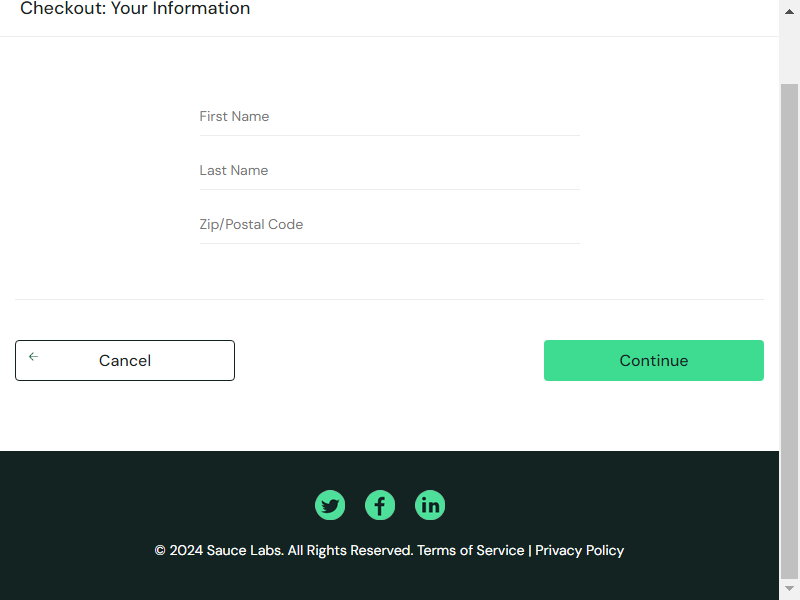 Checkout: Your Information
First Name
Last Name
Zip/Postal Code
Cancel
Continue
© 2024 Sauce Labs. All Rights Reserved. Terms of Service | Privacy Policy